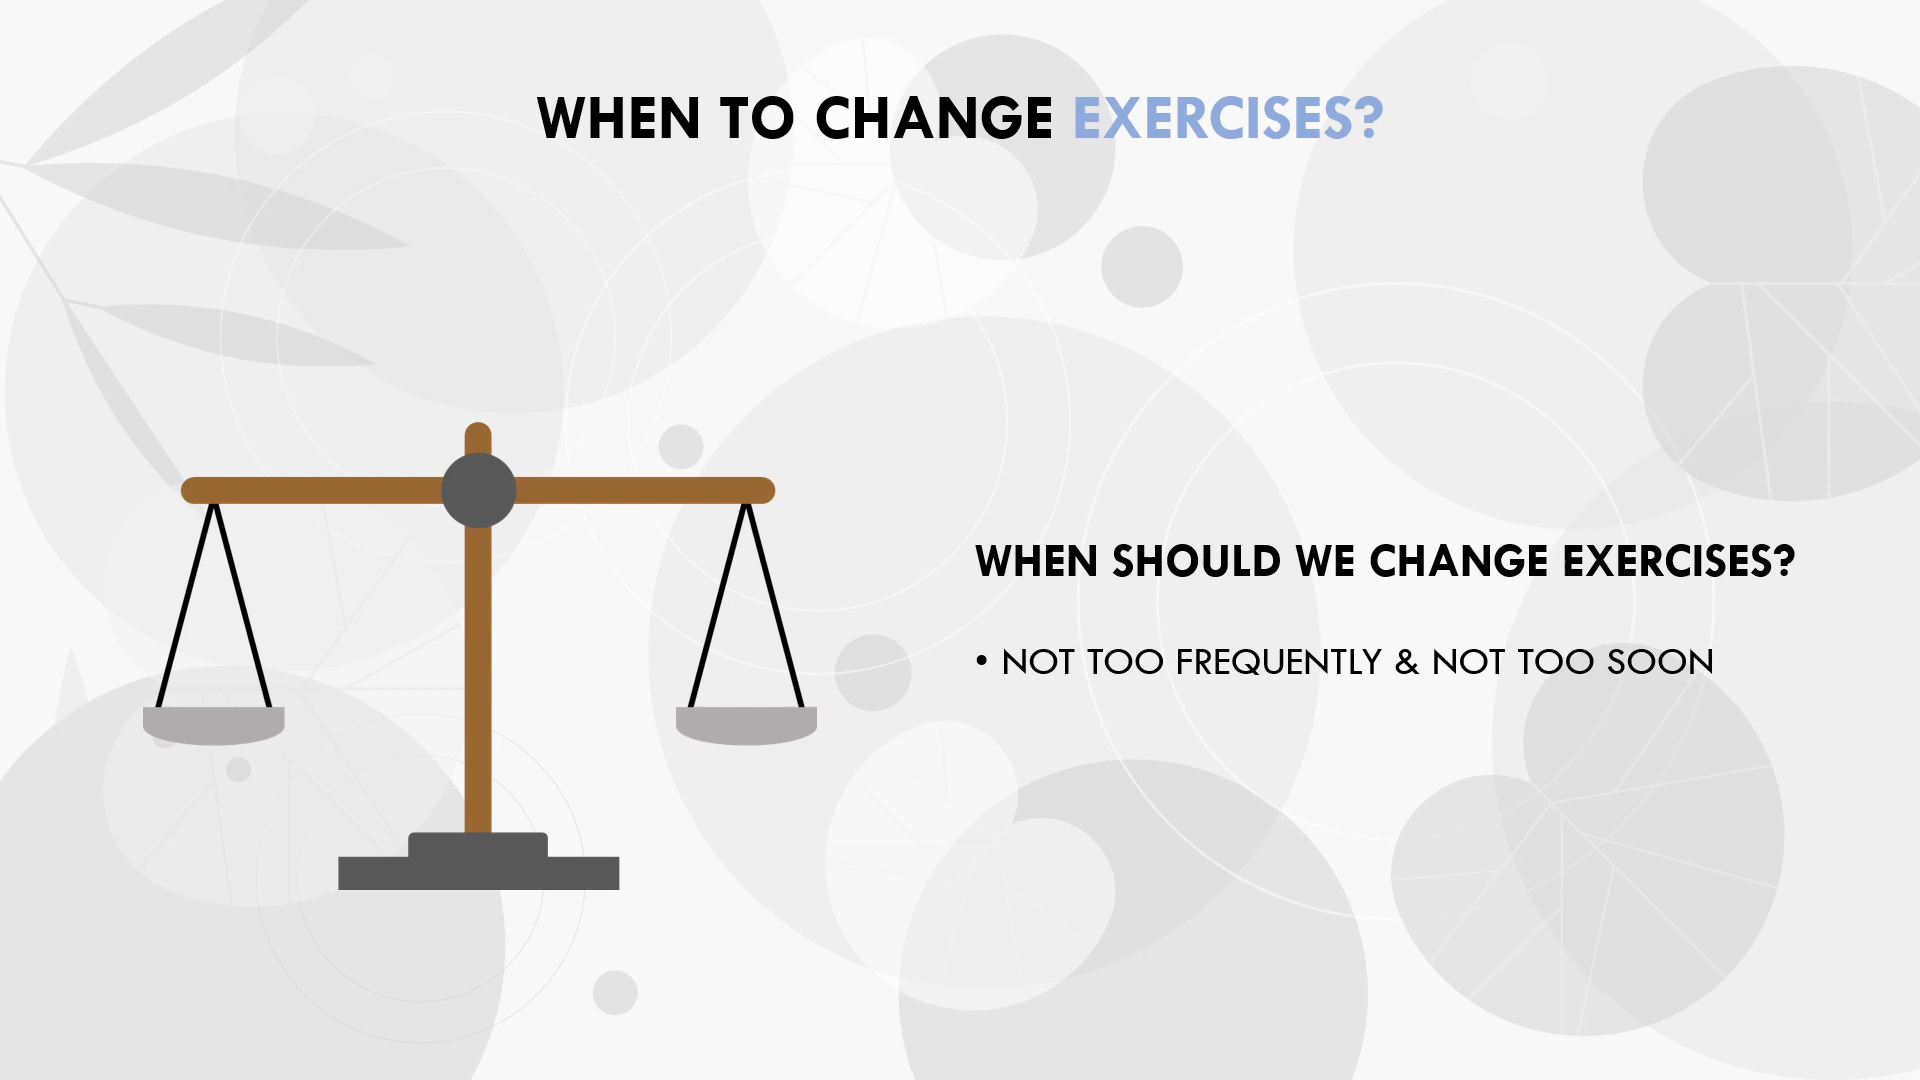 WHEN TO CHANGE EXERCISES?
WHEN SHOULD WE CHANGE EXERCISES?
• NOT TOO FREQUENTLY & NOT TOO SOON